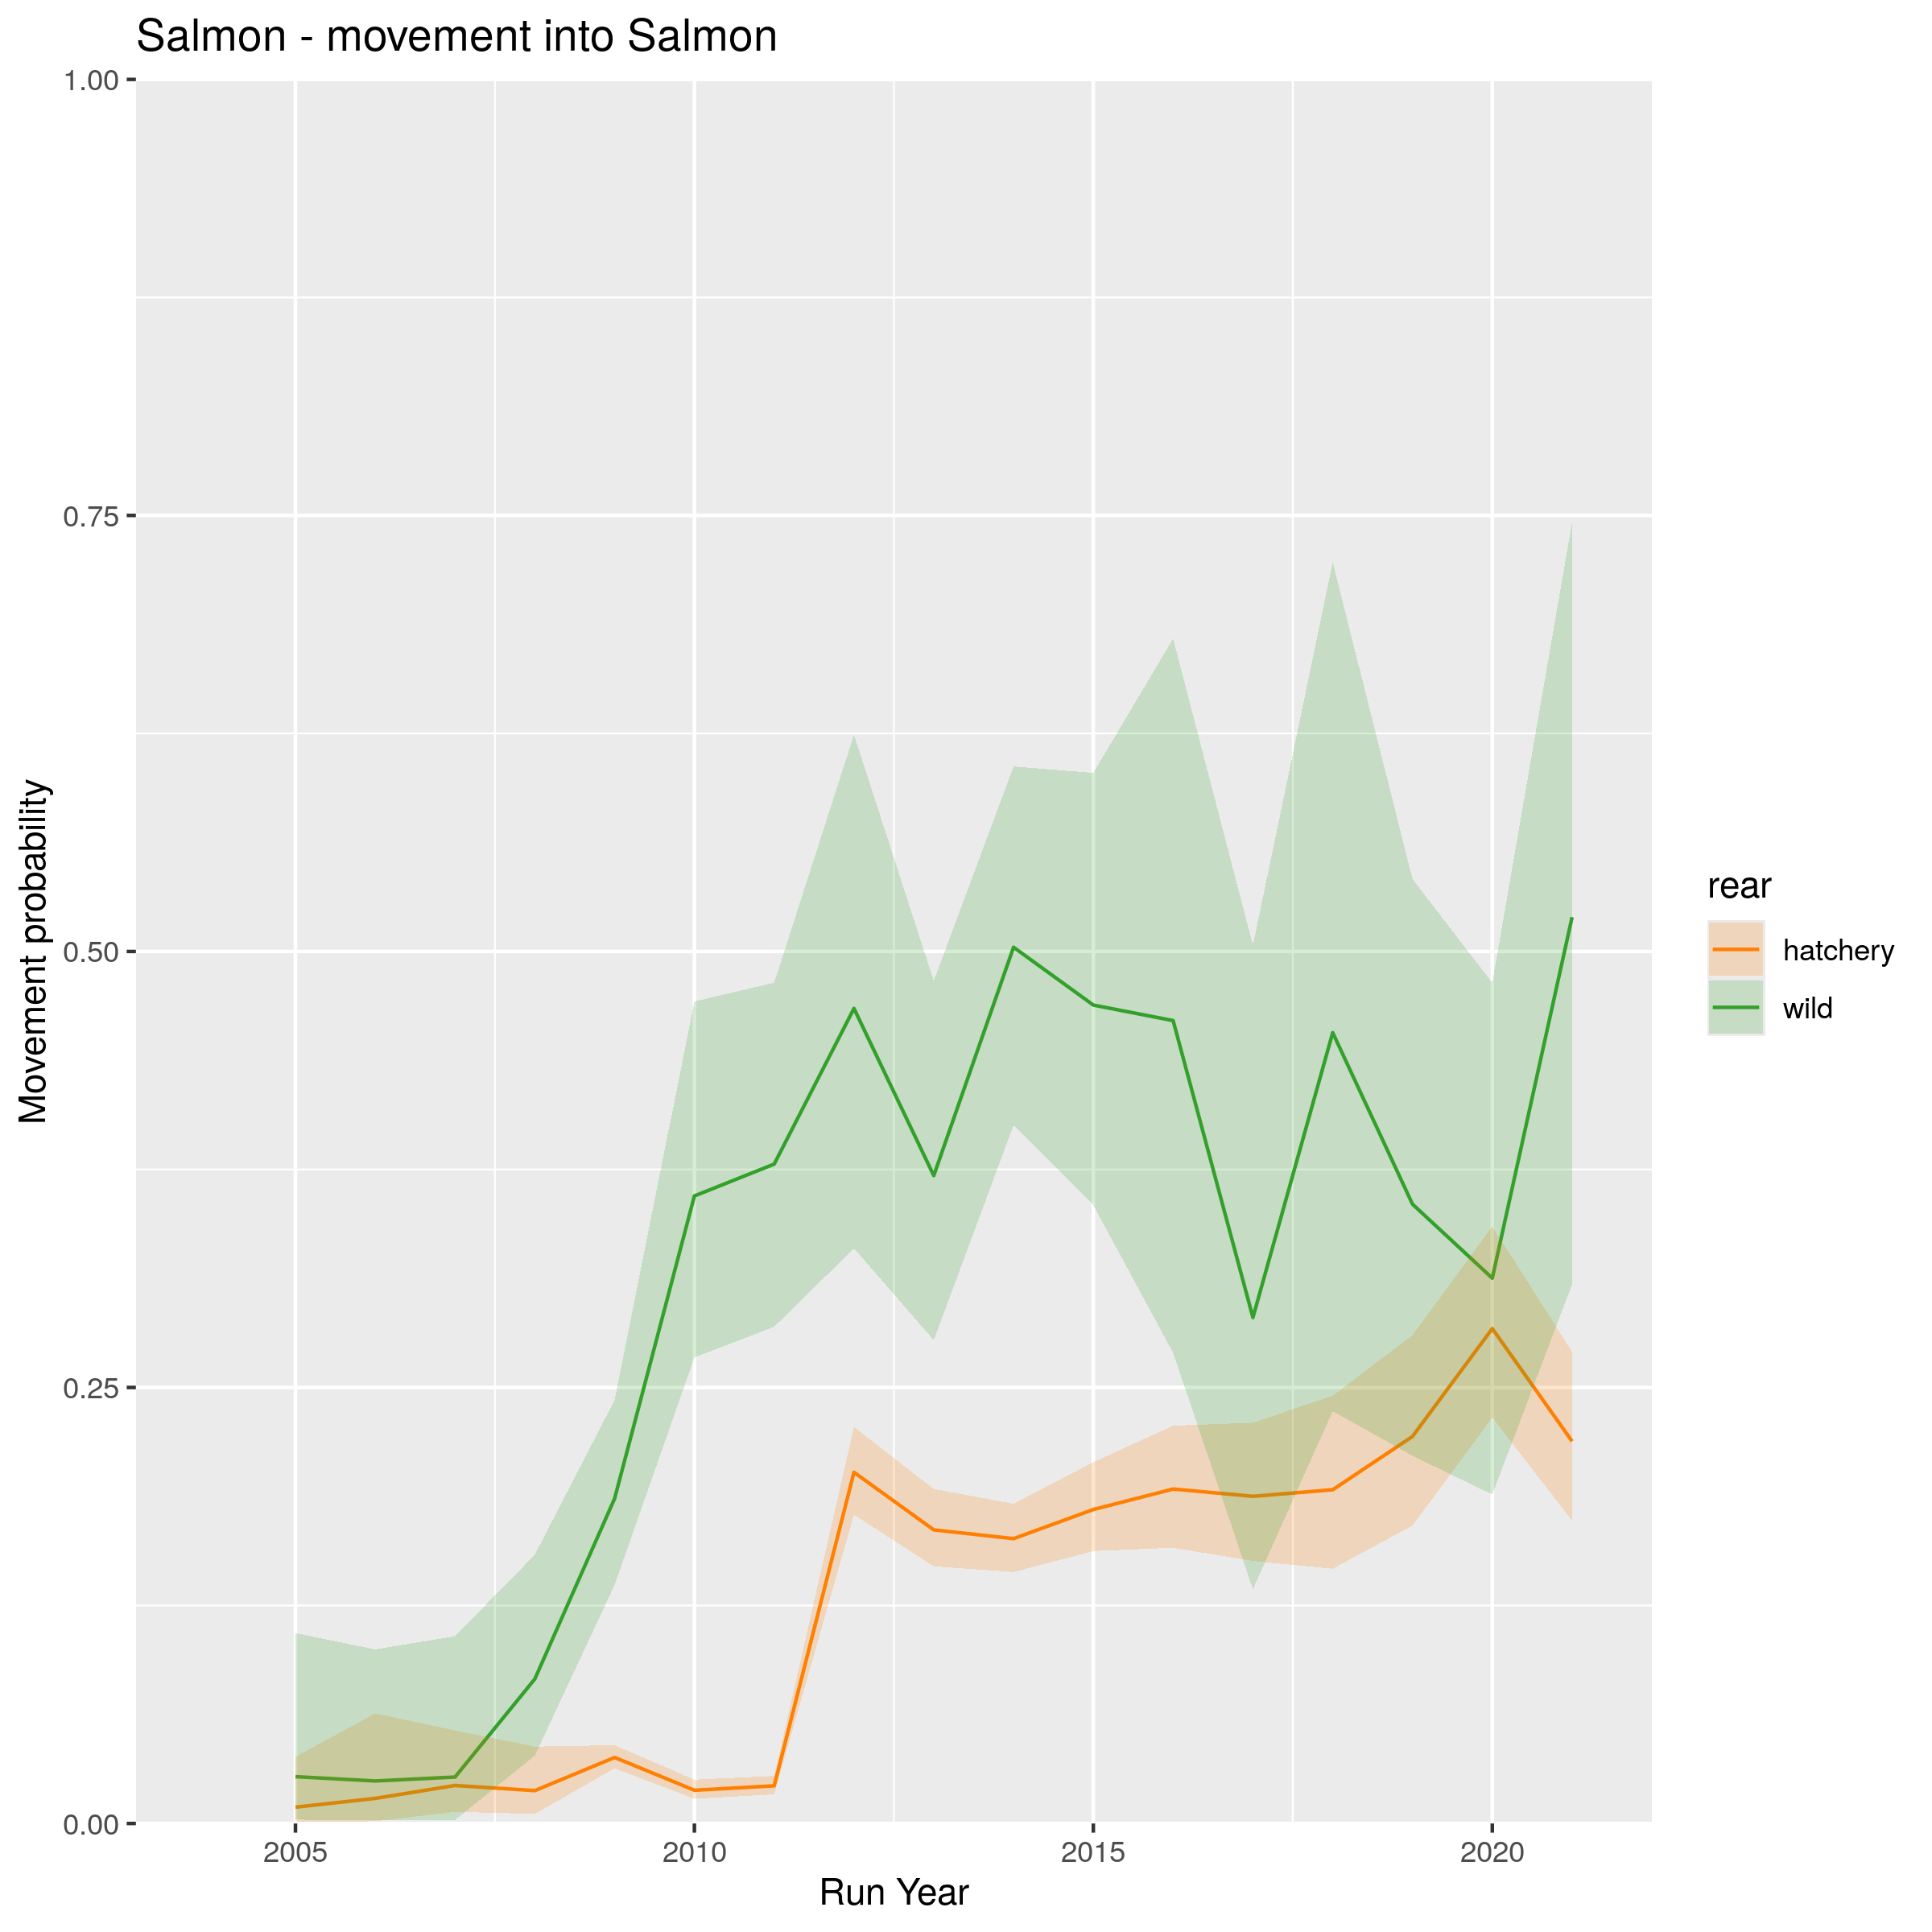 Salmon - movement into Salmon
1.00
0.75
0.50
0.25
0.00
Movement probability
2005 2010 2015 2020
Run Year
rear
hatchery
wild